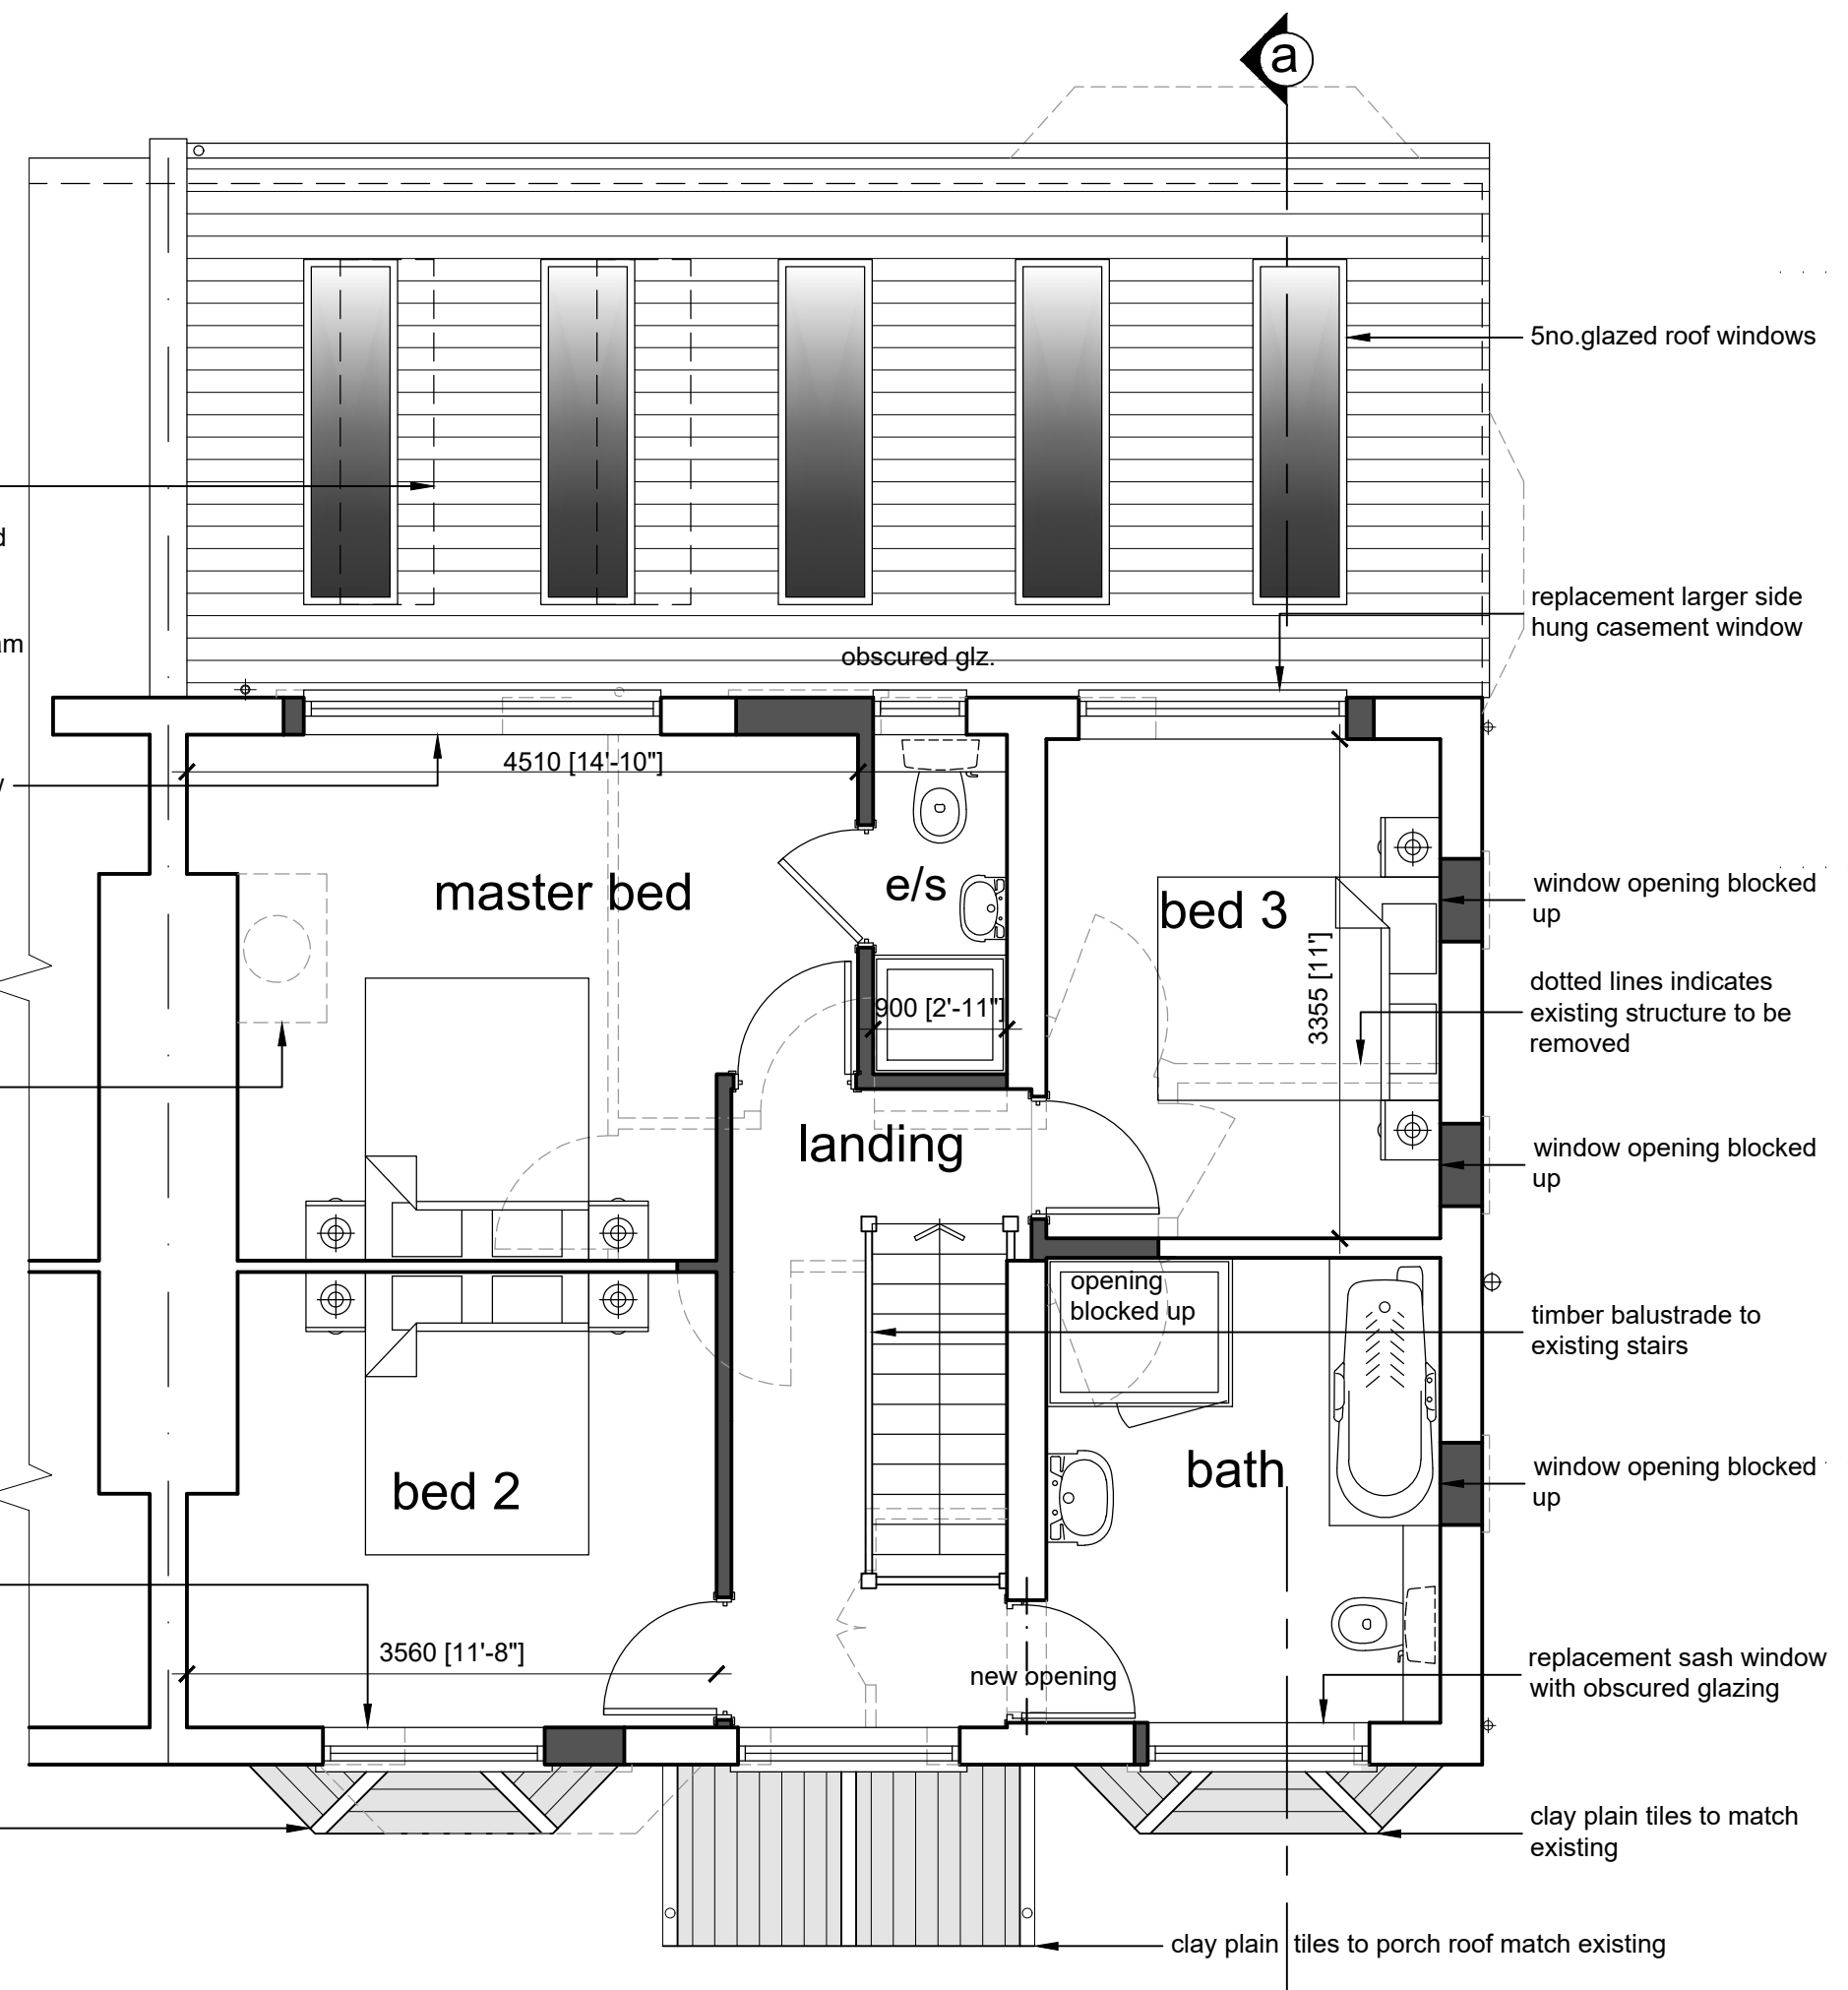 a
5no.glazed roof windows
d
replacement larger side
hung casement window
am
obscured glz.
4510 [14'-10"]
master bed
e/s
bed 3
window opening blocked
up
900 [2'-11"]
3355 [11']
dotted lines indicates
existing structure to be
removed
landing
window opening blocked
up
opening
blocked up
timber balustrade to
existing stairs
bed 2
bath
window opening blocked
up
3560 [11'-8"]
new opening
replacement sash window
with obscured glazing
clay plain tiles to match
existing
clay plain tiles to porch roof match existing